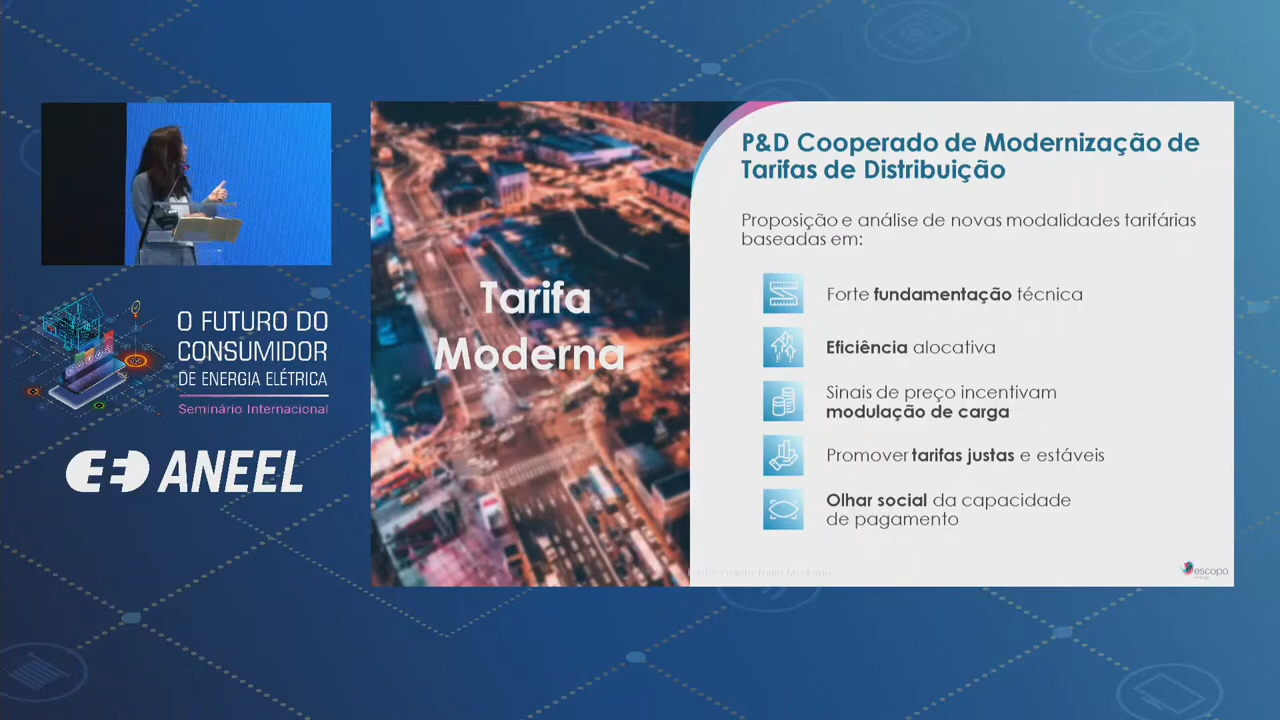 O FUTURO DO
CONSUMIDOR
DE ENERGIA ELÉTRICA
Seminário Internacional
ANEEL
Tarifa
Moderna
P&D Cooperado de Modernização de
Tarifas de Distribuição
Proposição e análise de novas modalidades tarifárias
baseadas em:
Forte fundamentação técnica
Eficiência alocativa
Sinais de preço incentivam
modulação de carga
Promover tarifas justas e estáveis
Olhar social da capacidade
de pagamento
escopo